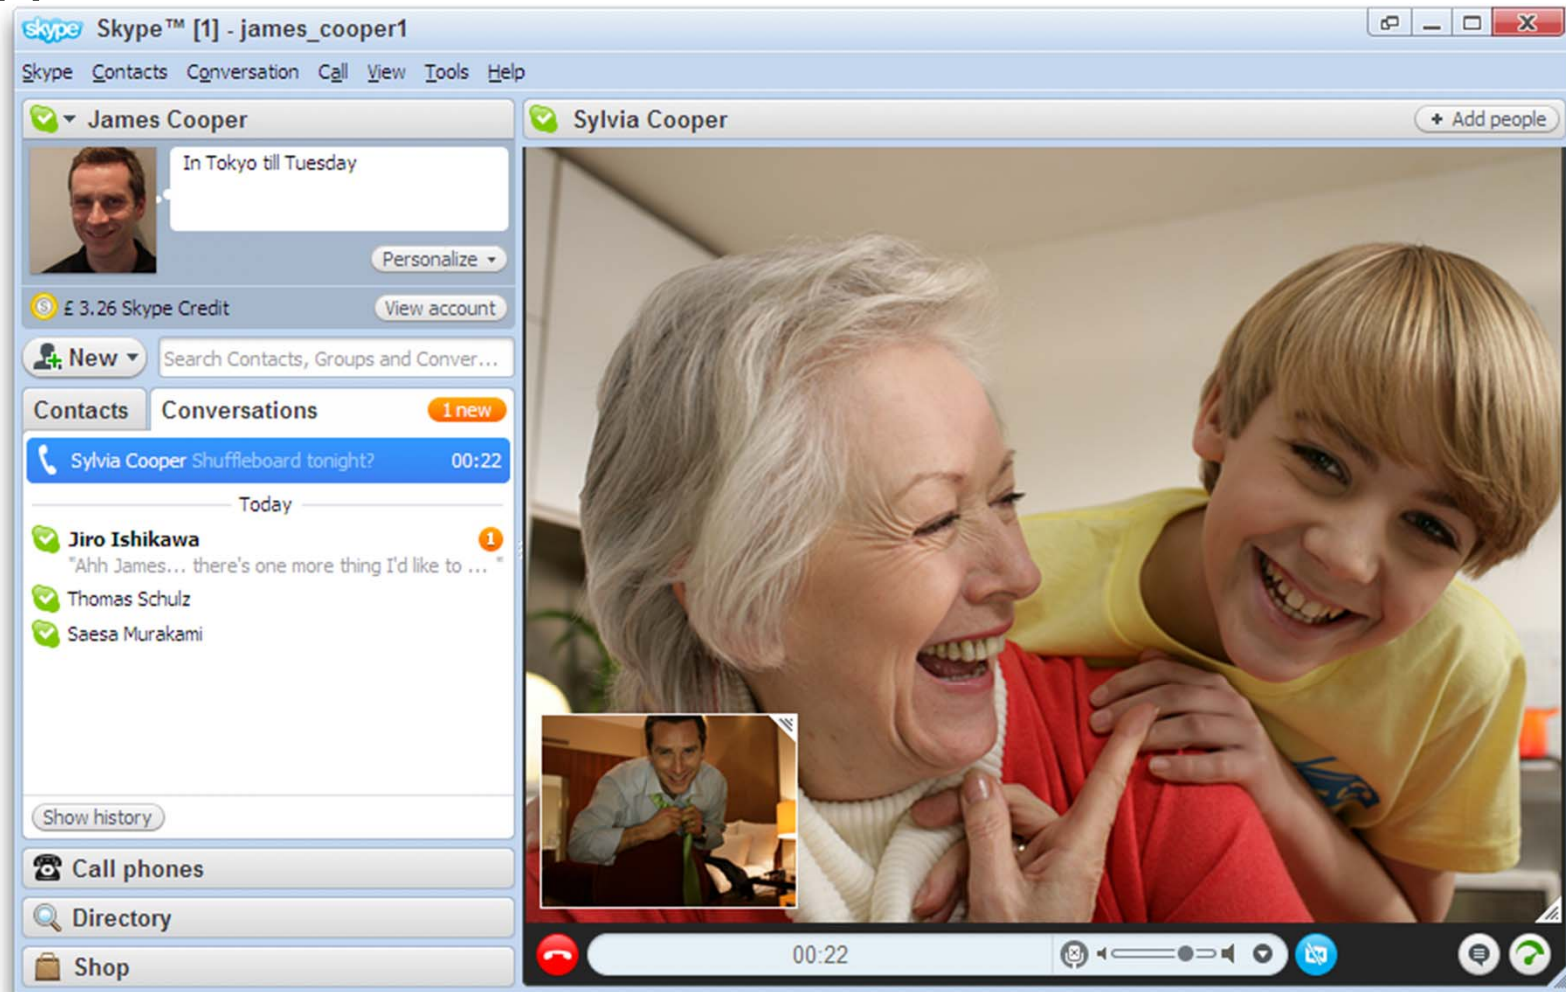 skype Skype™ [1] - james_cooper1
Skype Contacts Conversation Call View Tools Help
James Cooper
In Tokyo till Tuesday
Personalize
£ 3.26 Skype Credit
View account
New
Search Contacts, Groups and Conver...
Contacts
Conversations
1 new
Sylvia Cooper Shuffleboard tonight? 00:22
Today
Jiro Ishikawa 1
"Ahh James... there's one more thing I'd like to ... "
Thomas Schulz
Saesa Murakami
Show history
Call phones
Directory
Shop
Sylvia Cooper
+ Add people
00:22